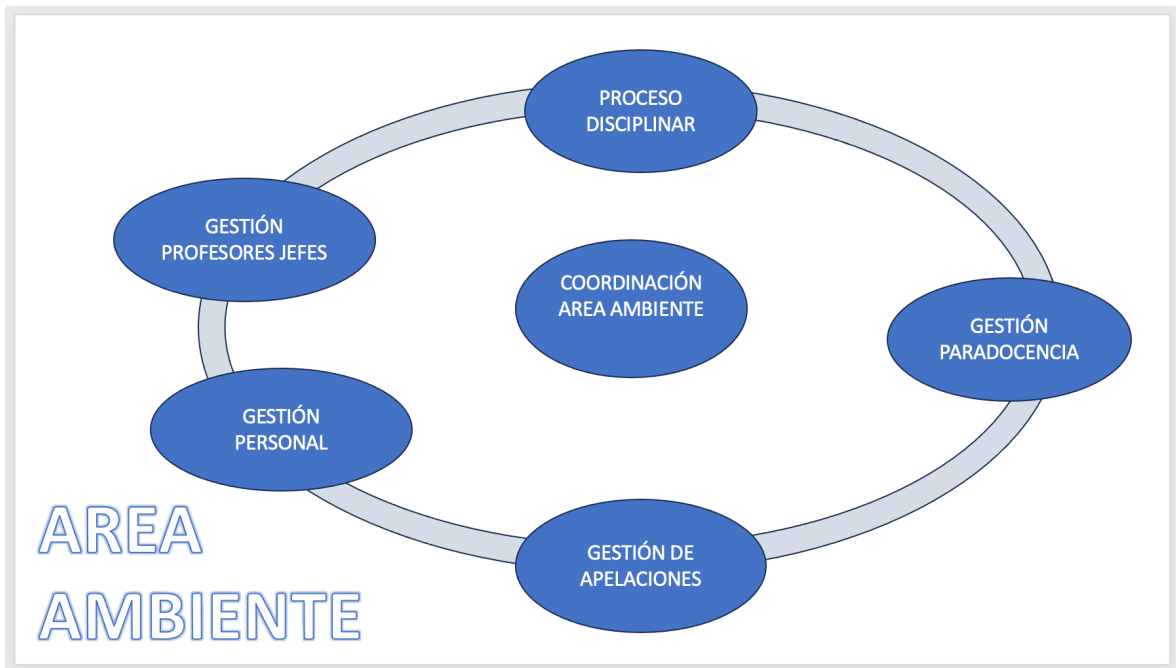 PROCESO
DISCIPLINAR
GESTIÓN
PROFESORES JEFES
COORDINACIÓN
AREA AMBIENTE
GESTIÓN
PARADOCENCIA
GESTIÓN
PERSONAL
GESTIÓN DE
APELACIONES
AREA
AMBIENTE